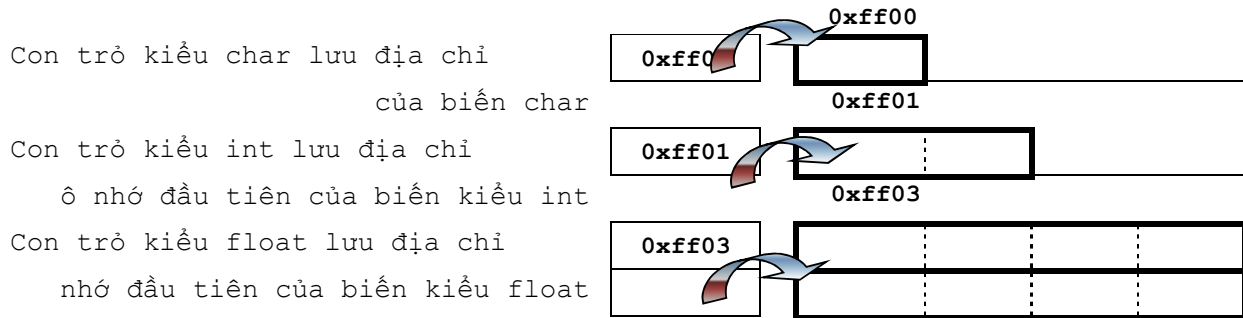 0xff00
Con trỏ kiểu char lưu địa chỉ
của biến char
0xff01
Con trỏ kiểu int lưu địa chỉ
0xff01
ô nhớ đầu tiên của biến kiểu int
0xff03
Con trỏ kiểu float lưu địa chỉ
0xff03
nhớ đầu tiên của biến kiểu float